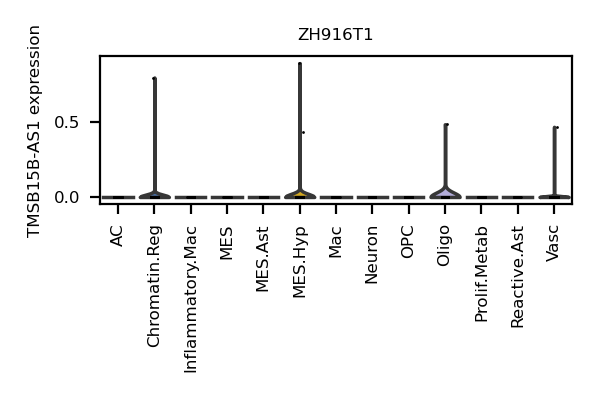 ZH916T1
TMSB15B-AS1 expression
0.5
0.0
AC
Chromatin.Reg
Inflammatory.Mac
MES
MES.Ast
MES.Hyp
Mac
Neuron
OPC
Oligo
Prolif.Metab
Reactive.Ast
Vasc